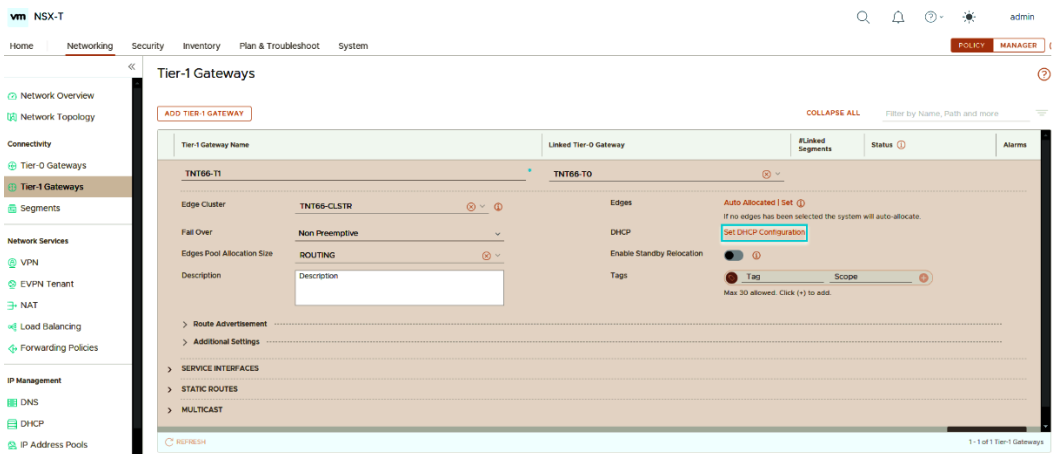 vm NSX-T
admin
Home Networking Security Inventory Plan & Troubleshoot System
POLICY MANAGER
Tier-1 Gateways
Network Overview
Network Topology
Connectivity
Tier-0 Gateways
Tier-1 Gateways
Segments
Network Services
VPN
EVPN Tenant
NAT
Load Balancing
Forwarding Policies
IP Management
DNS
DHCP
IP Address Pools
ADD TIER-1 GATEWAY
COLLAPSE ALL
Filter by Name, Path and more
Tier-1 Gateway Name Linked Tier-0 Gateway #Linked Segments Status Alarms
TNT66-T1 TNT66-T0
Edge Cluster TNT66-CLSTR Edges Auto Allocated | Set
If no edges has been selected the system will auto-allocate.
Fail Over Non Preemptive DHCP Set DHCP Configuration
Edges Pool Allocation Size ROUTING Enable Standby Relocation
Description Description Tags Tag Scope
Max 30 allowed. Click (+) to add.
Route Advertisement
Additional Settings
SERVICE INTERFACES
STATIC ROUTES
MULTICAST
REFRESH
1 - 1 of 1 Tier-1 Gateways